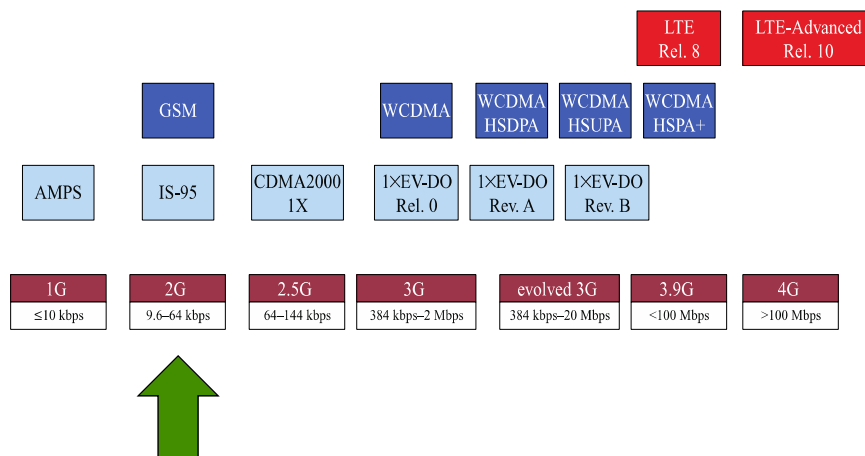 LTE
Rel. 8
LTE-Advanced
Rel. 10
GSM
WCDMA
WCDMA
HSDPA
WCDMA
HSUPA
WCDMA
HSPA+
AMPS
IS-95
CDMA2000
1X
1×EV-DO
Rel. 0
1×EV-DO
Rev. A
1×EV-DO
Rev. B
1G
2G
2.5G
3G
evolved 3G
3.9G
4G
≤10 kbps
9.6–64 kbps
64–144 kbps
384 kbps–2 Mbps
384 kbps–20 Mbps
<100 Mbps
>100 Mbps